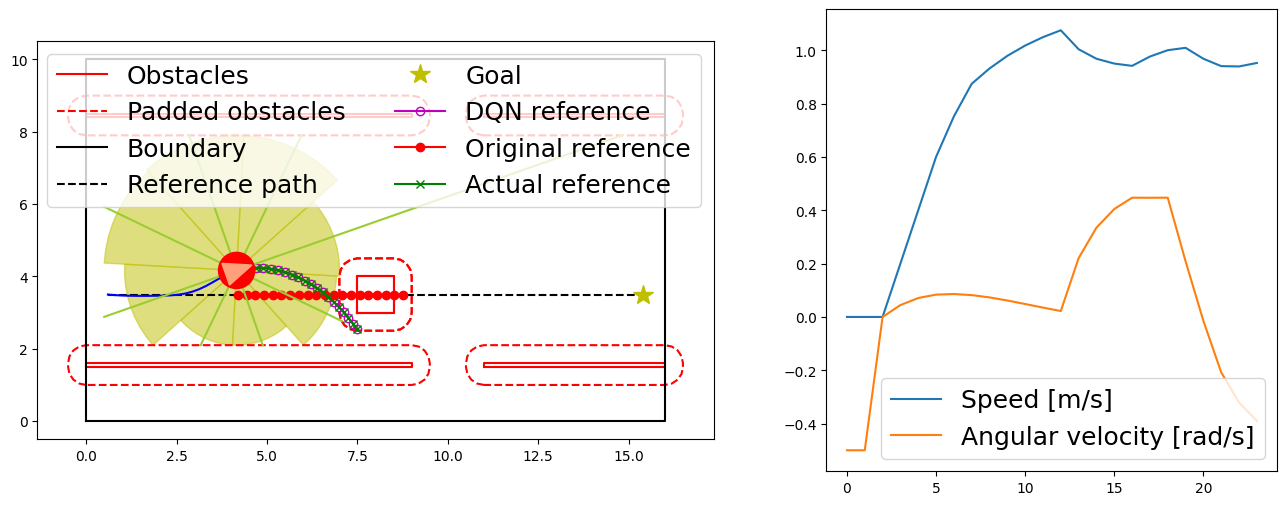 Obstacles
Padded obstacles
Boundary
Reference path
Goal
DQN reference
Original reference
Actual reference
10
8
6
4
2
0
0.0 2.5 5.0 7.5 10.0 12.5 15.0
1.0
0.8
0.6
0.4
0.2
0.0
−0.2
−0.4
Speed [m/s]
Angular velocity [rad/s]
0 5 10 15 20